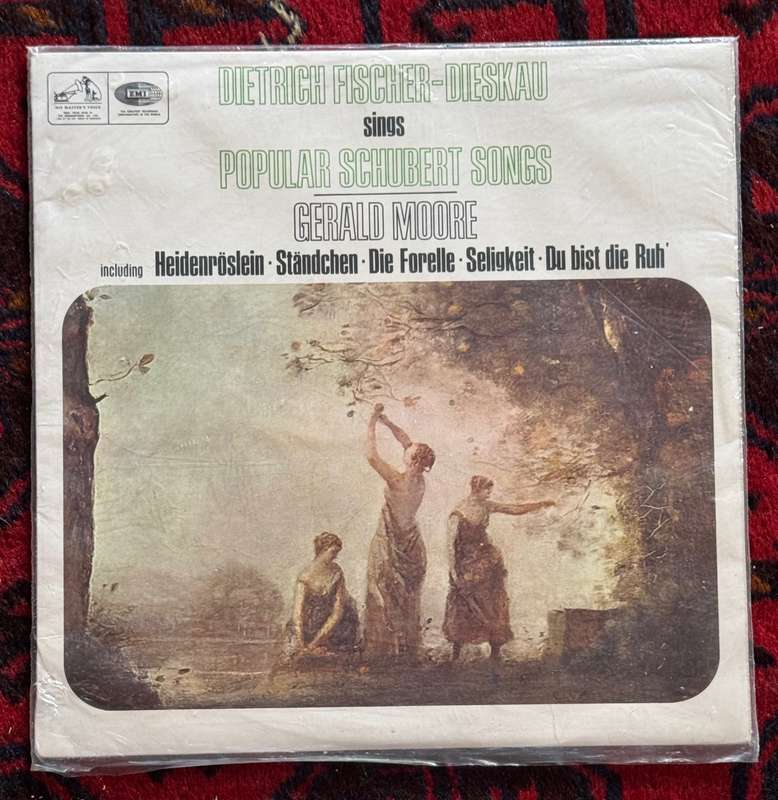 HIS MASTER'S VOICE
EMI
DIETRICH FISCHER-DIESKAU
sings
POPULAR SCHUBERT SONGS
GERALD MOORE
including Heidenröslein · Ständchen · Die Forelle · Seligkeit · Du bist die Ruh'